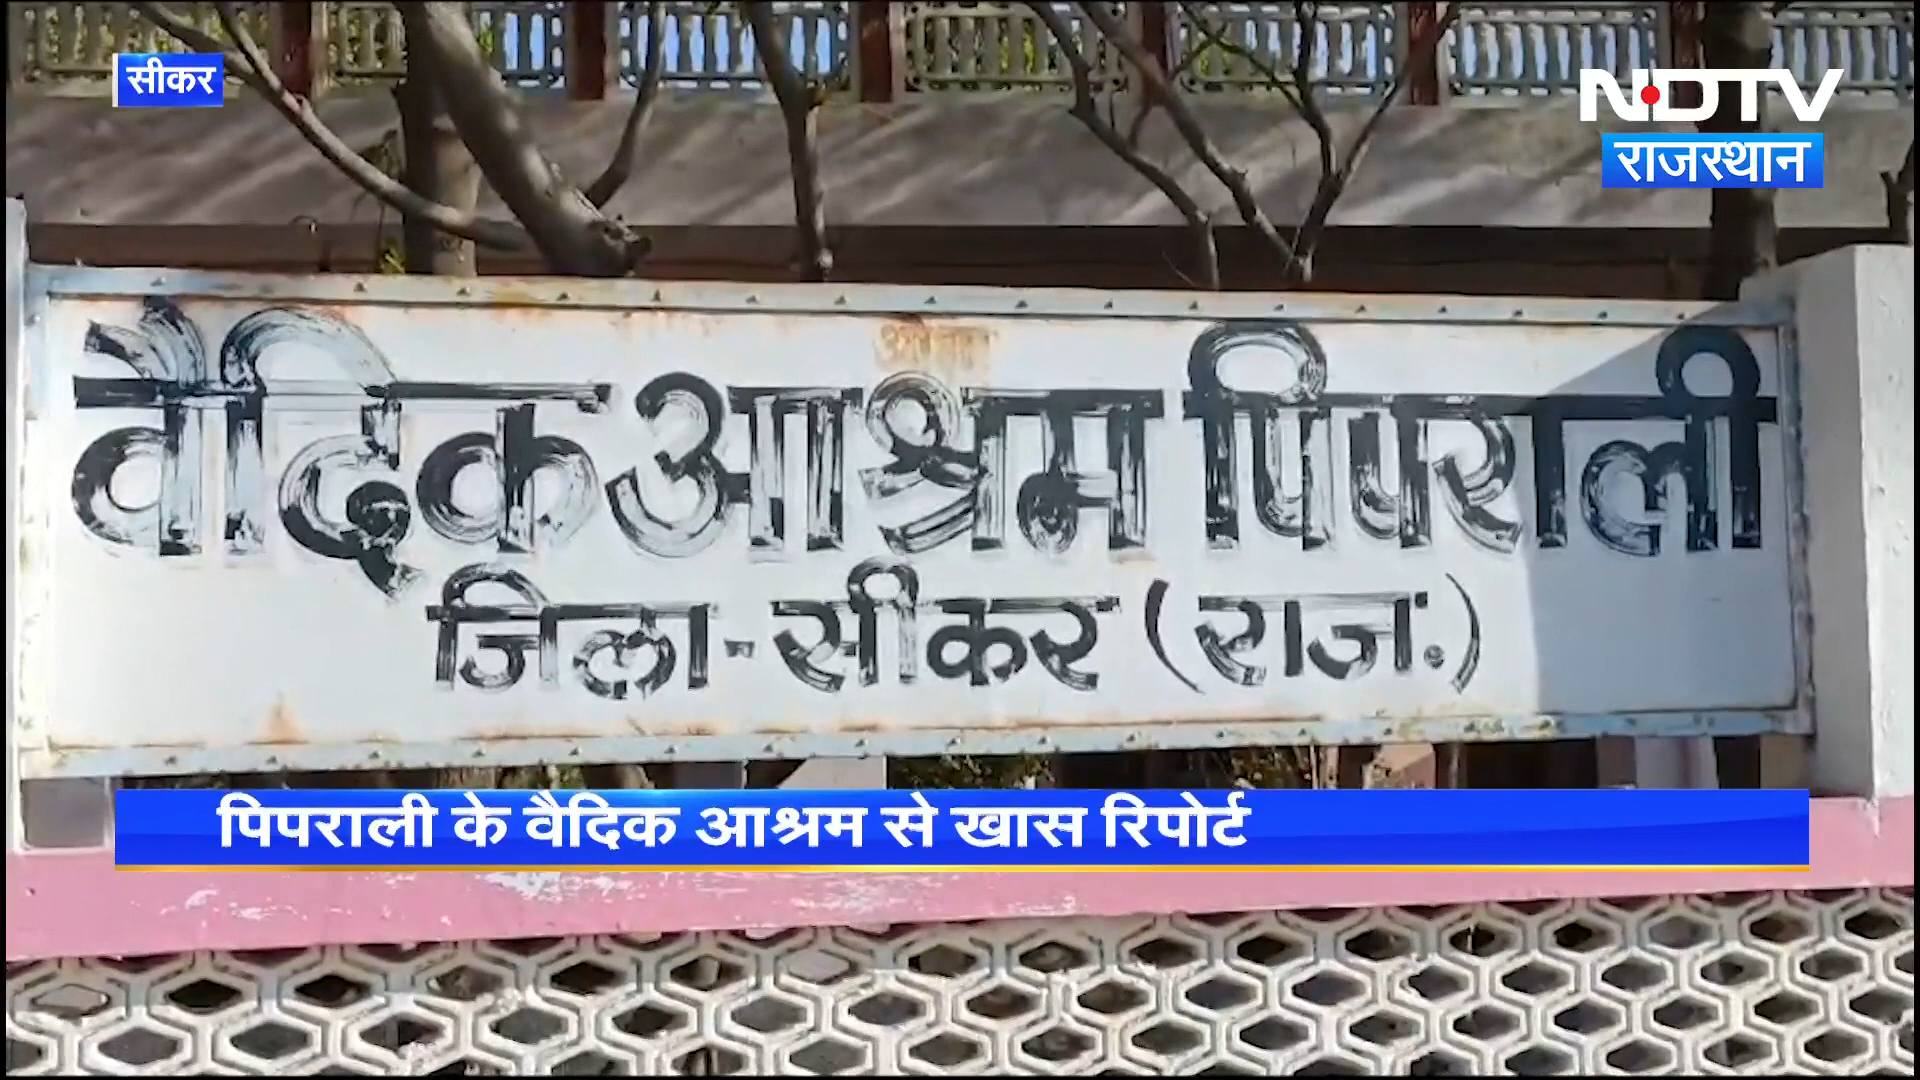 सीकर
NDTV
राजस्थान
वैदिक आश्रम पिपराली
जिला - सीकर (राज.)
पिपराली के वैदिक आश्रम से खास रिपोर्ट